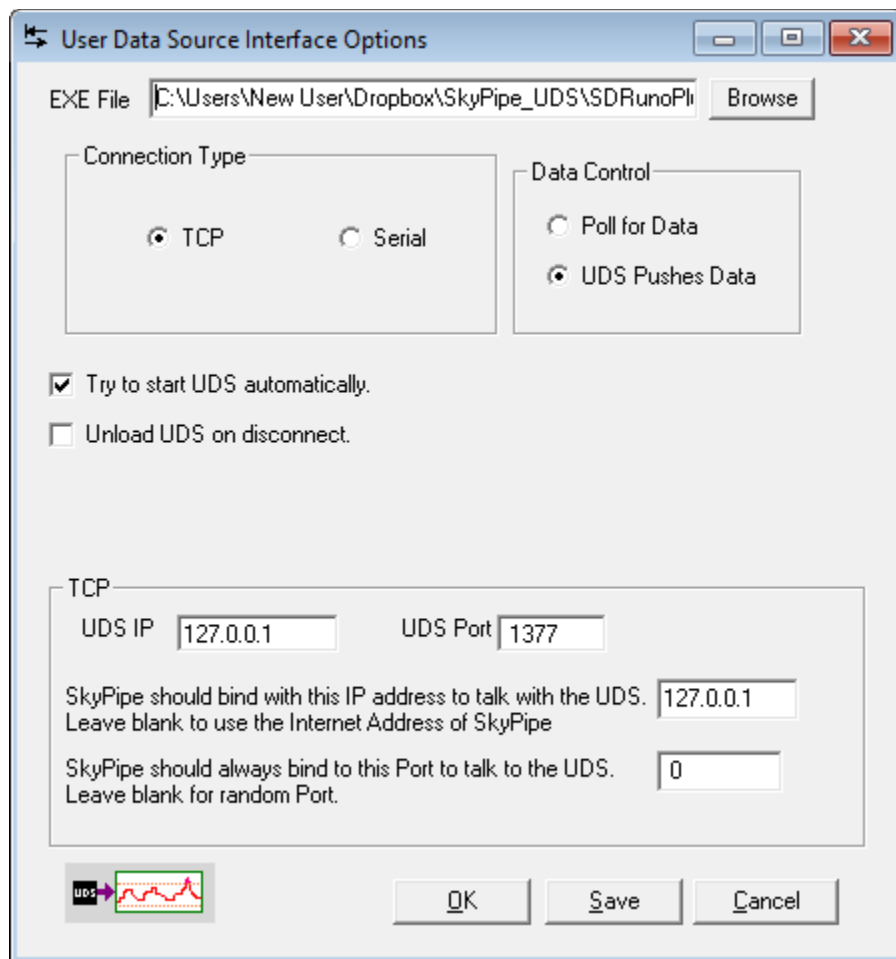 User Data Source Interface Options
EXE File C:\Users\New User\Dropbox\SkyPipe_UDS\SDRunoPl Browse
Connection Type
Data Control
TCP Serial
Poll for Data
UDS Pushes Data
Try to start UDS automatically.
Unload UDS on disconnect.
TCP
UDS IP 127.0.0.1 UDS Port 1377
SkyPipe should bind with this IP address to talk with the UDS. 127.0.0.1
Leave blank to use the Internet Address of SkyPipe
SkyPipe should always bind to this Port to talk to the UDS. 0
Leave blank for random Port.
UDS
OK Save Cancel